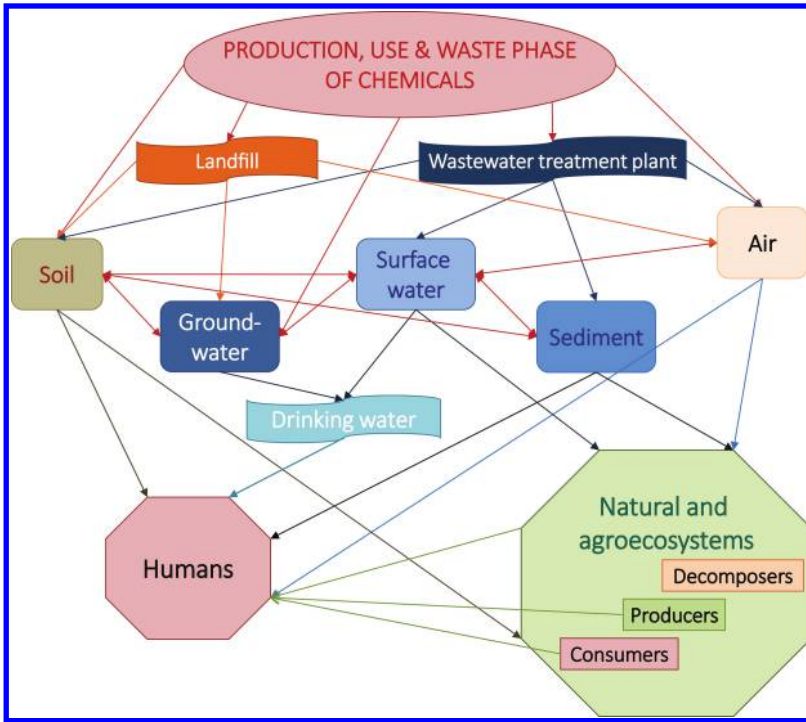 PRODUCTION, USE & WASTE PHASE
OF CHEMICALS
Landfill
Wastewater treatment plant
Soil
Surface
water
Air
Ground-
water
Sediment
Drinking water
Humans
Natural and
agroecosystems
Decomposers
Producers
Consumers